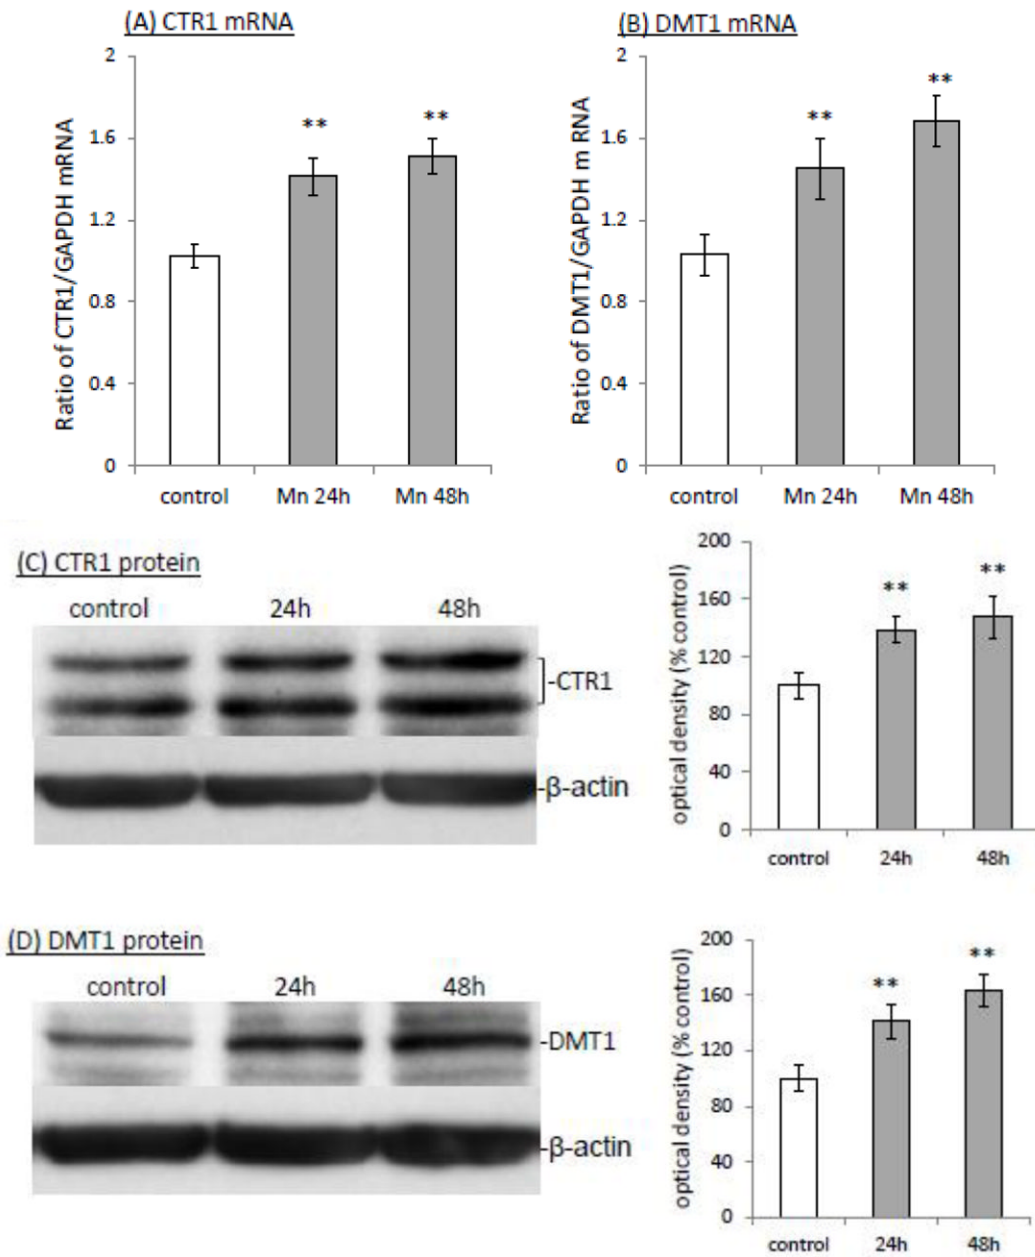 (A) CTR1 mRNA
Ratio of CTR1/GAPDH mRNA
2
1.6
1.2
0.8
0.4
0
**
**
control
Mn 24h
Mn 48h
(B) DMT1 mRNA
Ratio of DMT1/GAPDH m RNA
2
1.6
1.2
0.8
0.4
0
**
**
control
Mn 24h
Mn 48h
(C) CTR1 protein
control 24h 48h
-CTR1
-β-actin
optical density (% control)
200
160
120
80
40
0
**
**
control
24h
48h
(D) DMT1 protein
control 24h 48h
-DMT1
-β-actin
optical density (% control)
200
160
120
80
40
0
**
**
control
24h
48h